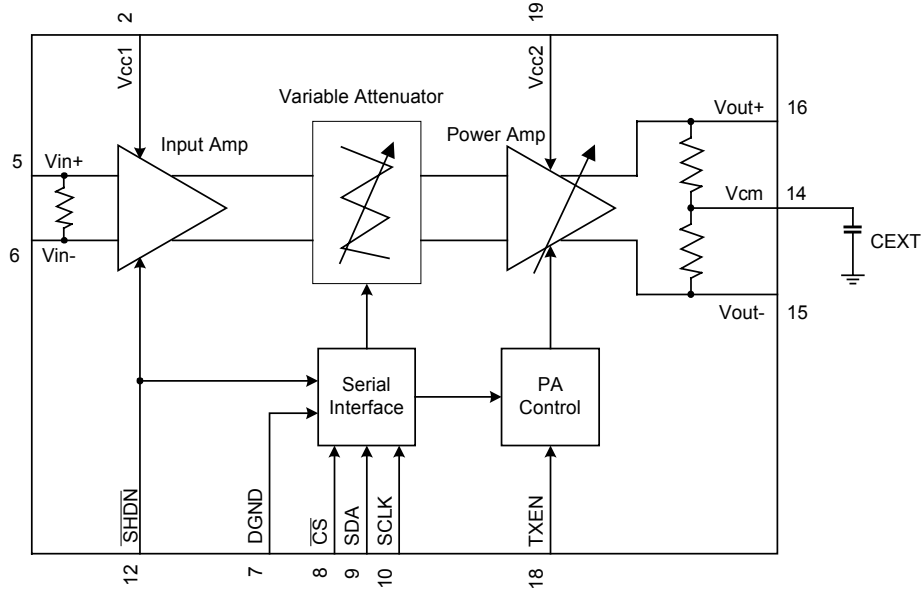 2
19
Vcc1
Vcc2
Variable Attenuator
Vout+
16
Input Amp
Power Amp
5
Vin+
Vcm
14
CEXT
6
Vin-
Vout-
15
Serial
Interface
PA
Control
SHDN
DGND
CS
SDA
SCLK
TXEN
12
7
8
9
10
18